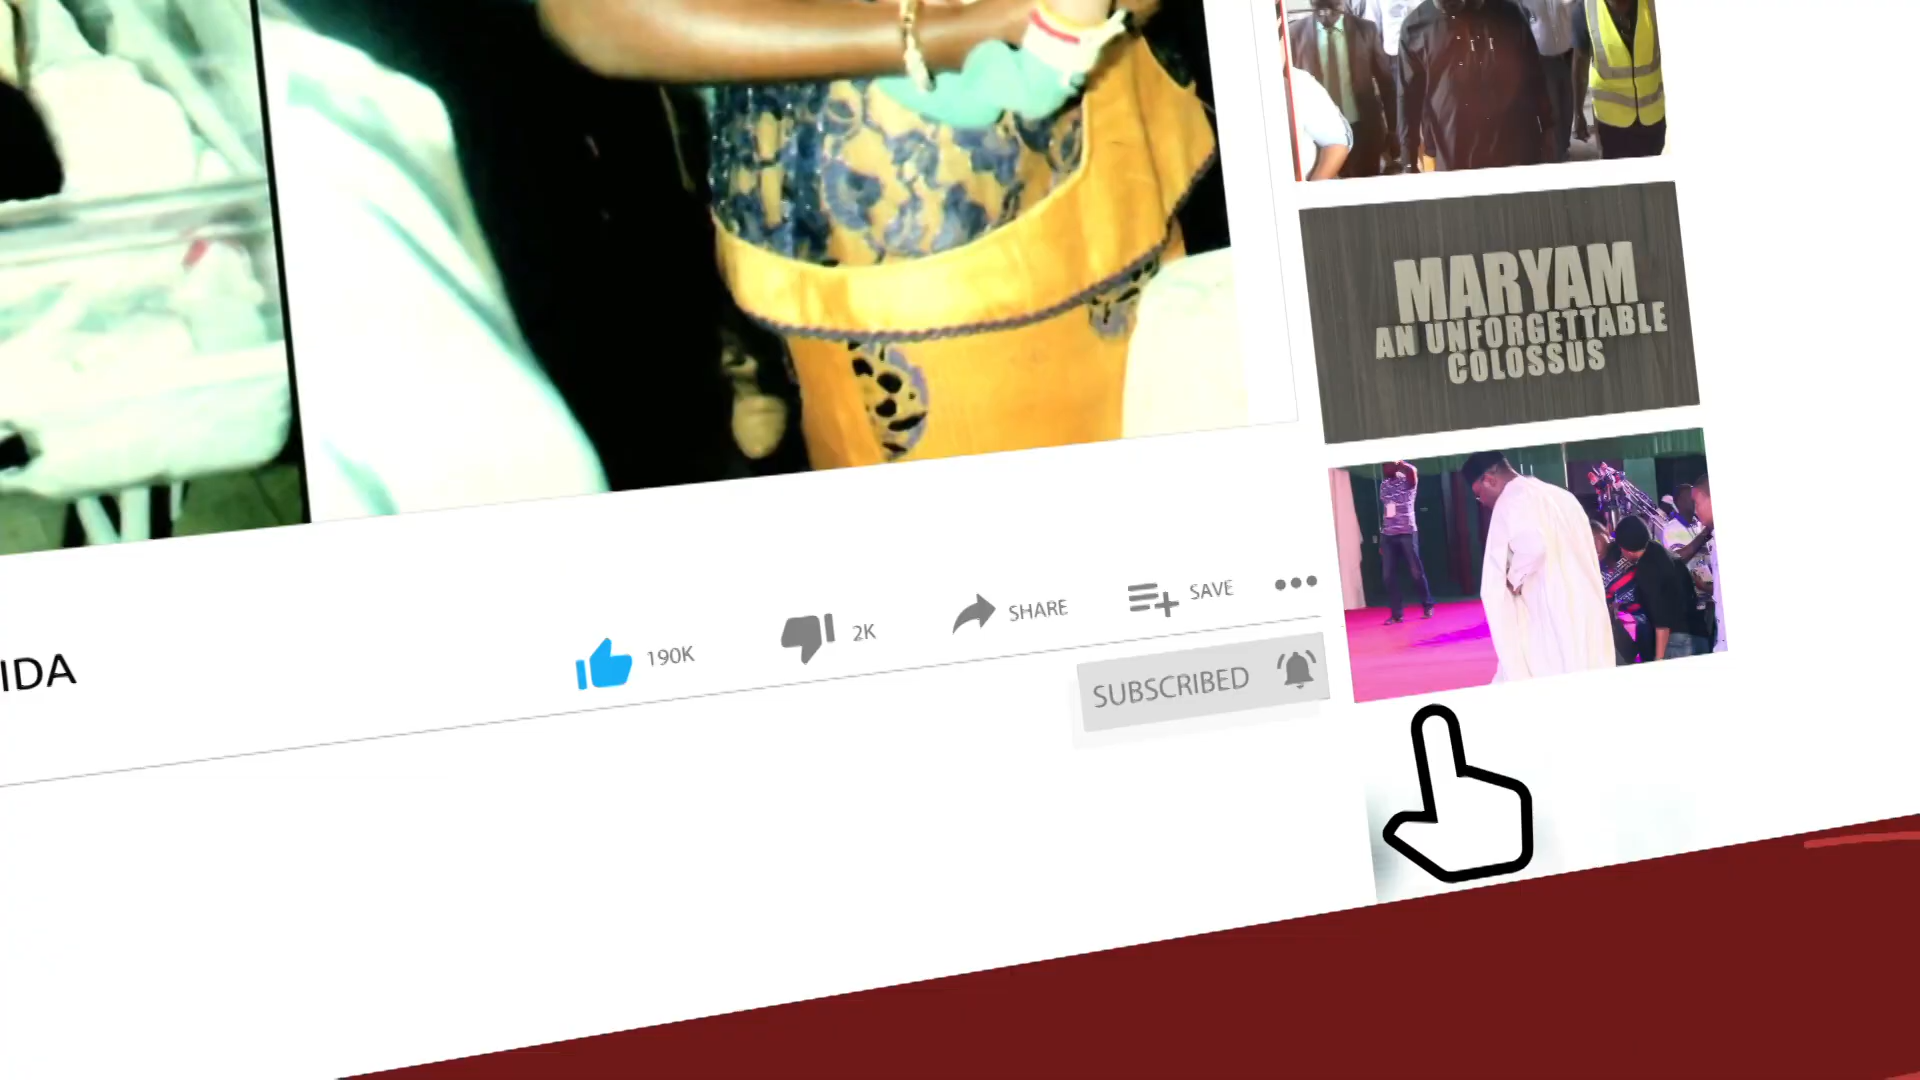 MARYAM
AN UNFORGETTABLE
COLOSSUS
IDA
190K
2K
SHARE
SAVE
SUBSCRIBED